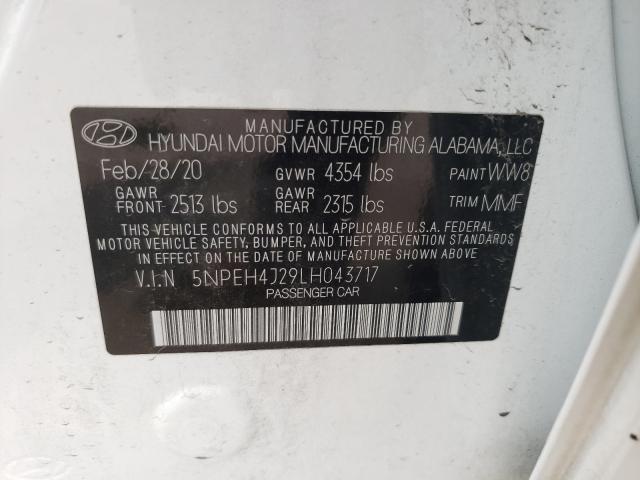 MANUFACTURED BY
HYUNDAI MOTOR MANUFACTURING ALABAMA, LLC
Feb/28/20 GVWR 4354 lbs PAINT WW8
GAWR FRONT 2513 lbs GAWR REAR 2315 lbs TRIM MMF
THIS VEHICLE CONFORMS TO ALL APPLICABLE U.S.A. FEDERAL
MOTOR VEHICLE SAFETY, BUMPER, AND THEFT PREVENTION STANDARDS
IN EFFECT ON THE DATE OF MANUFACTURE SHOWN ABOVE
V.I.N 5NPEH4J29LH043717
PASSENGER CAR